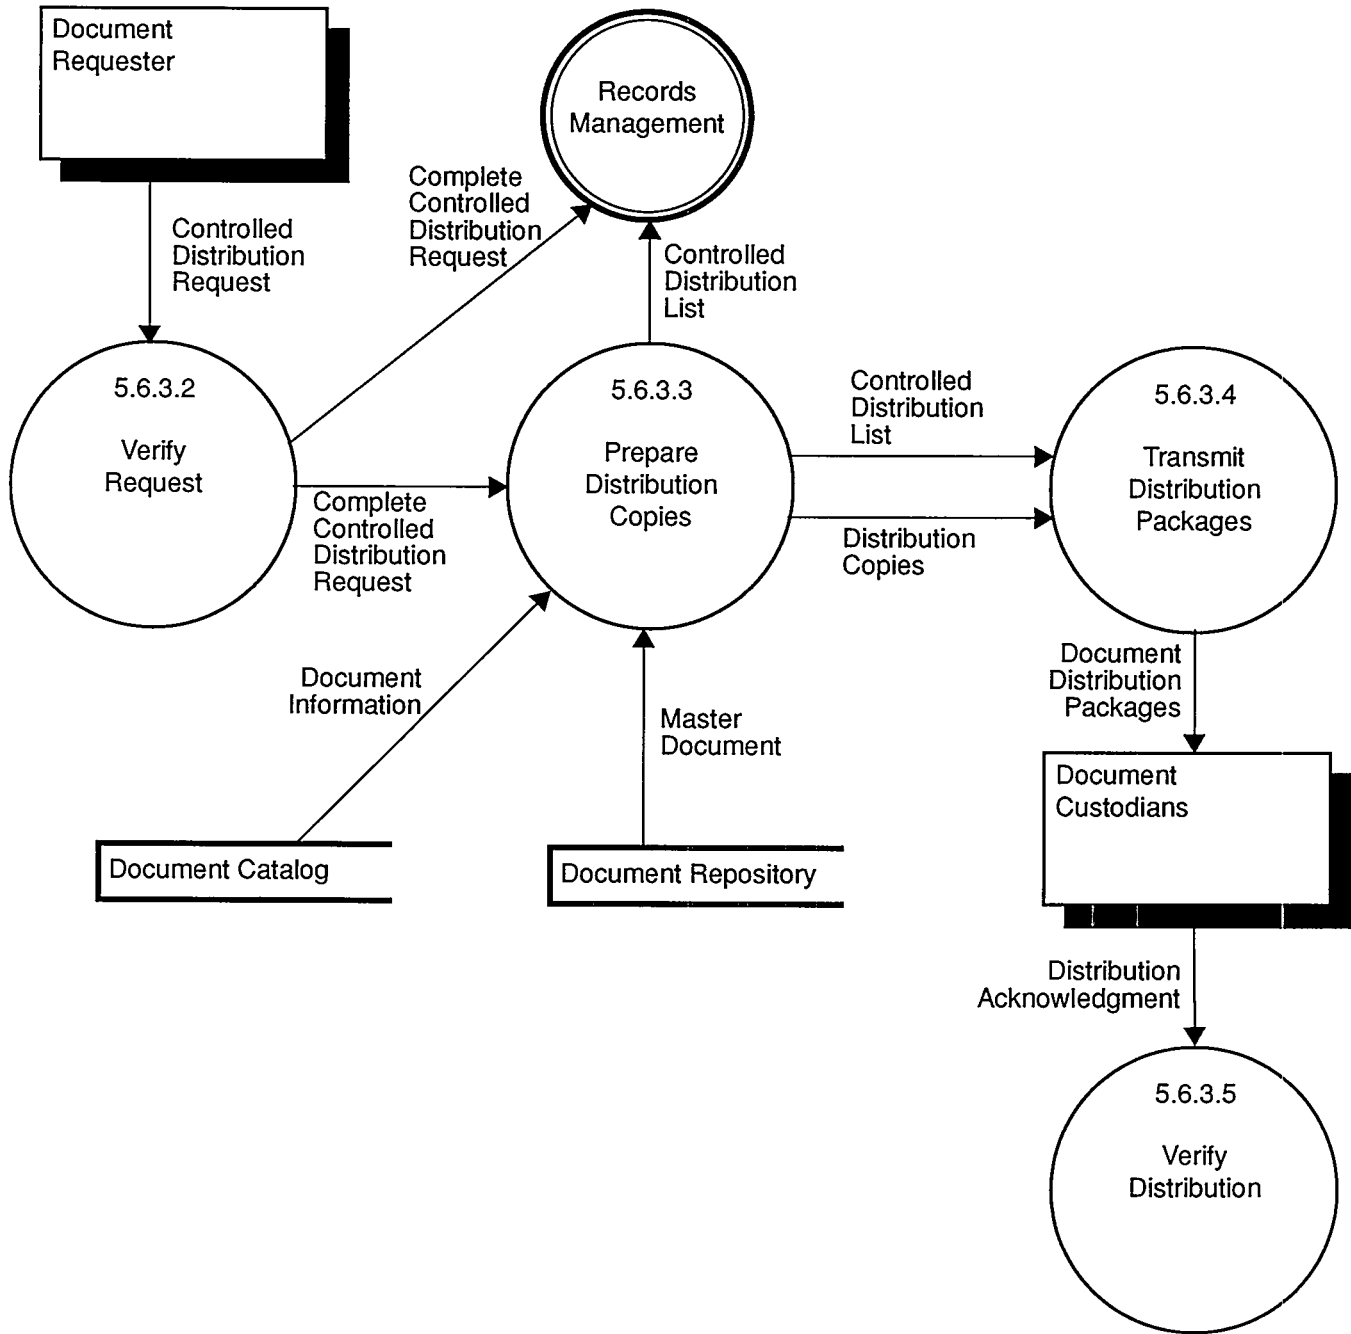 Document
Requester
Records
Management
Complete
Controlled
Distribution
Request
Controlled
Distribution
Request
Controlled
Distribution
List
5.6.3.2
Verify
Request
5.6.3.3
Prepare
Distribution
Copies
Controlled
Distribution
List
5.6.3.4
Transmit
Distribution
Packages
Complete
Controlled
Distribution
Request
Distribution
Copies
Document
Information
Master
Document
Document
Distribution
Packages
Document Catalog
Document Repository
Document
Custodians
Distribution
Acknowledgment
5.6.3.5
Verify
Distribution